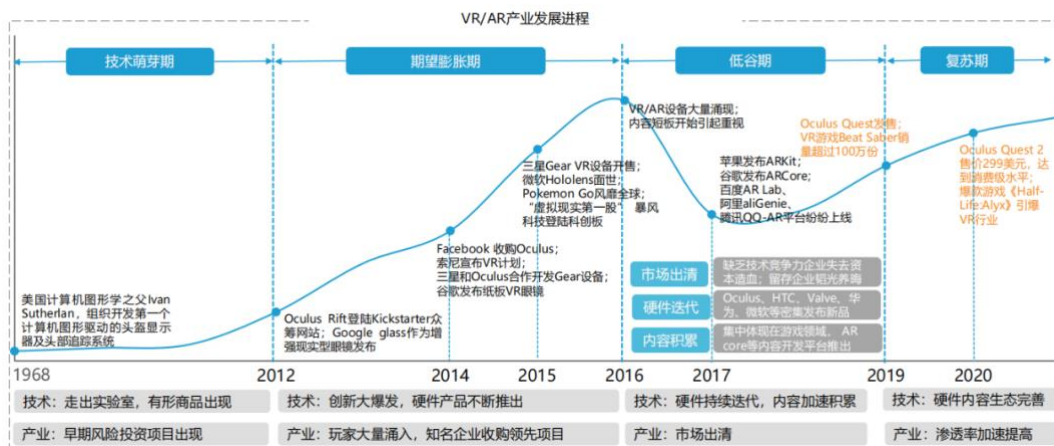 VR/AR产业发展进程
技术萌芽期
期望膨胀期
低谷期
复苏期
美国计算机图形学之父Ivan
Sutherlan，组织开发第一个
计算机图形驱动的头盔显示
器及头部追踪系统
Oculus Rift登陆Kickstarter众
筹网站；Google glass作为增
强现实型眼镜发布
Facebook 收购Oculus；
索尼宣布VR计划；
三星和Oculus合作开发Gear设备；
谷歌发布纸板VR眼镜
三星Gear VR设备开售；
微软Hololens面世；
Pokemon Go风靡全球；
“虚拟现实第一股” 暴风
科技登陆科创板
VR/AR设备大量涌现；
内容短板开始引起重视
苹果发布ARKit；
谷歌发布ARCore；
百度AR Lab、
阿里aliGenie、
腾讯QQ-AR平台纷纷上线
Oculus Quest发售；
VR游戏Beat Saber销
量超过100万份
Oculus Quest 2
售价299美元，达
到消费级水平；
爆款游戏《Half-
Life:Alyx》引爆
VR行业
市场出清
缺乏技术竞争力企业失去资
本造血；留存企业韬光养晦
硬件迭代
Oculus、HTC、Valve、华
为、微软等密集发布新品
内容积累
集中体现在游戏领域，AR
core等内容开发平台推出
1968
2012
2014
2015
2016
2017
2019
2020
技术：走出实验室，有形商品出现
技术：创新大爆发，硬件产品不断推出
技术：硬件持续迭代，内容加速积累
技术：硬件内容生态完善
产业：早期风险投资项目出现
产业：玩家大量涌入，知名企业收购领先项目
产业：市场出清
产业：渗透率加速提高